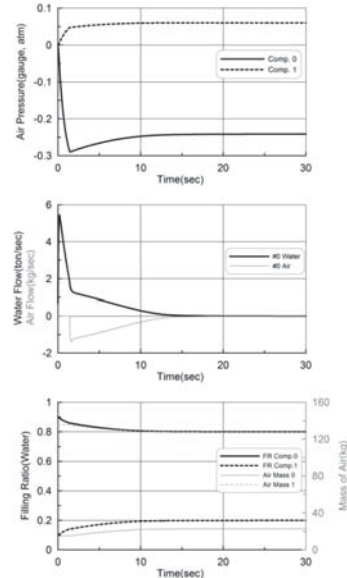 0.1
0
-0.1
-0.2
-0.3
Air Pressure(gauge, atm)
Comp. 0
Comp. 1
0 10 20 30
Time(sec)
6
4
2
0
-2
Water Flow(ton/sec)
Air Flow(kg/sec)
#0 Water
#0 Air
0 10 20 30
Time(sec)
1
0.8
0.6
0.4
0.2
0
Filling Ratio(Water)
FR Comp.0
FR Comp.1
Air Mass 0
Air Mass 1
160
120
80
40
0
Mass of Air(kg)
0 10 20 30
Time(sec)